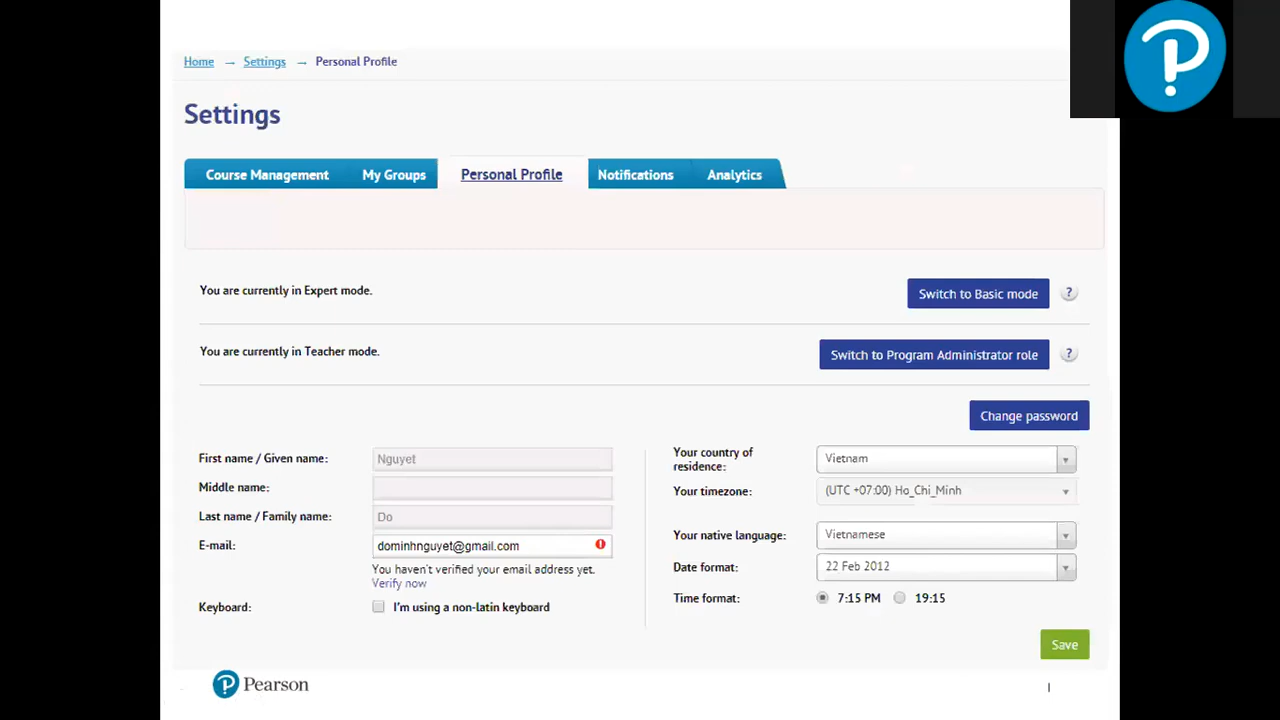 Home → Settings → Personal Profile
Settings
Course Management My Groups Personal Profile Notifications Analytics
You are currently in Expert mode.
Switch to Basic mode ?
You are currently in Teacher mode.
Switch to Program Administrator role ?
Change password
First name / Given name: Nguyet
Middle name:
Last name / Family name: Do
E-mail: dominhnguyet@gmail.com
You haven't verified your email address yet.
Verify now
Keyboard: I'm using a non-latin keyboard
Your country of
residence: Vietnam
Your timezone: (UTC +07:00) Ho_Chi_Minh
Your native language: Vietnamese
Date format: 22 Feb 2012
Time format: 7:15 PM 19:15
Save
Pearson